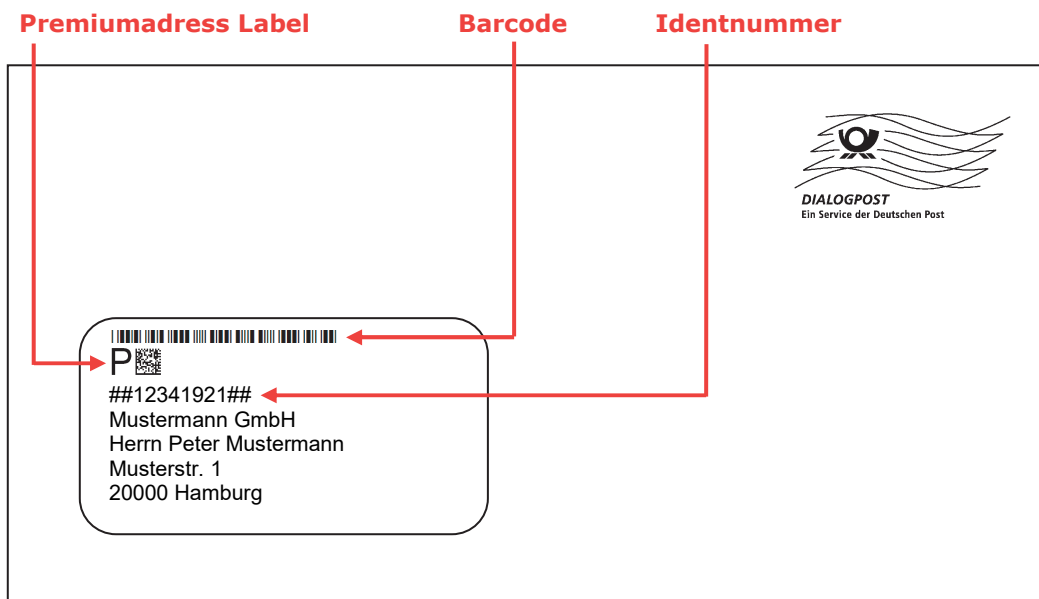 Premiumadress Label
Barcode
Identnummer
DIALOGPOST
Ein Service der Deutschen Post
P
##12341921##
Mustermann GmbH
Herrn Peter Mustermann
Musterstr. 1
20000 Hamburg